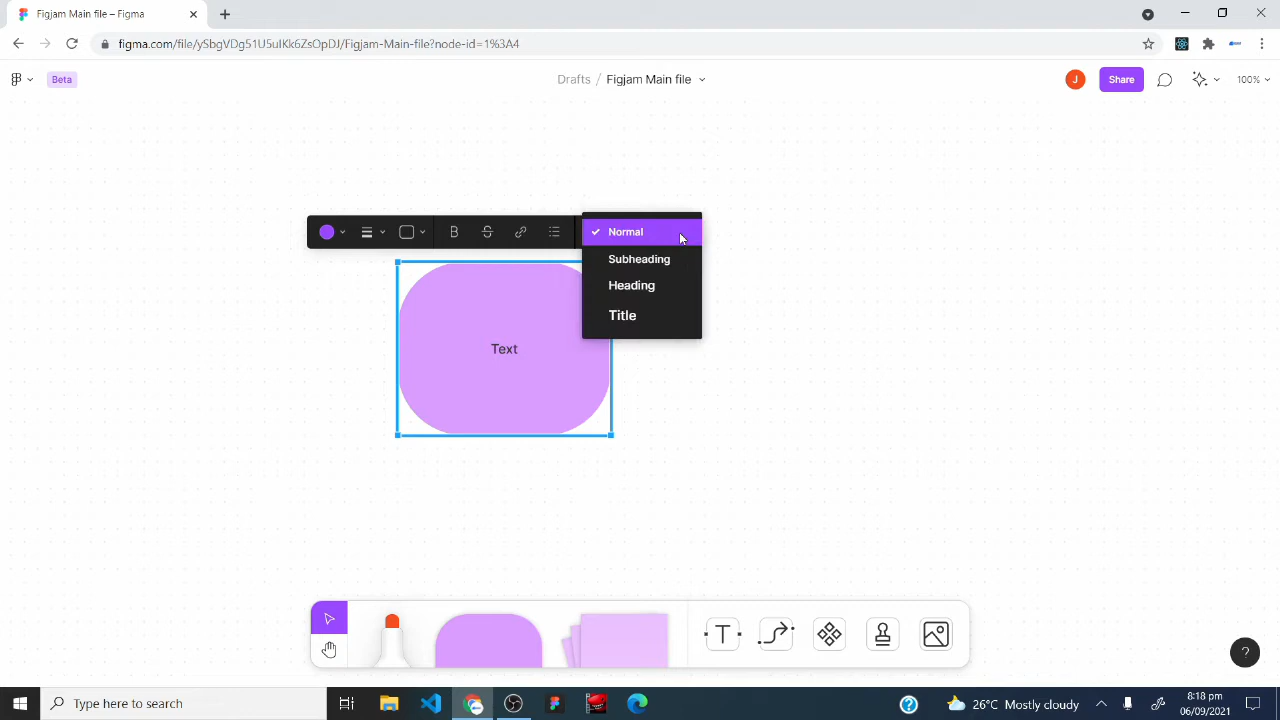 Figjam Main file – Figma
figma.com/file/ySbgVDg51U5uIKk6ZsOpDJ/Figjam-Main-file?node-id=1%3A4
Beta
Drafts / Figjam Main file
J
Share
100%
Normal
Subheading
Heading
Title
Text
T
?
Type here to search
?
26°C Mostly cloudy
8:18 pm
06/09/2021